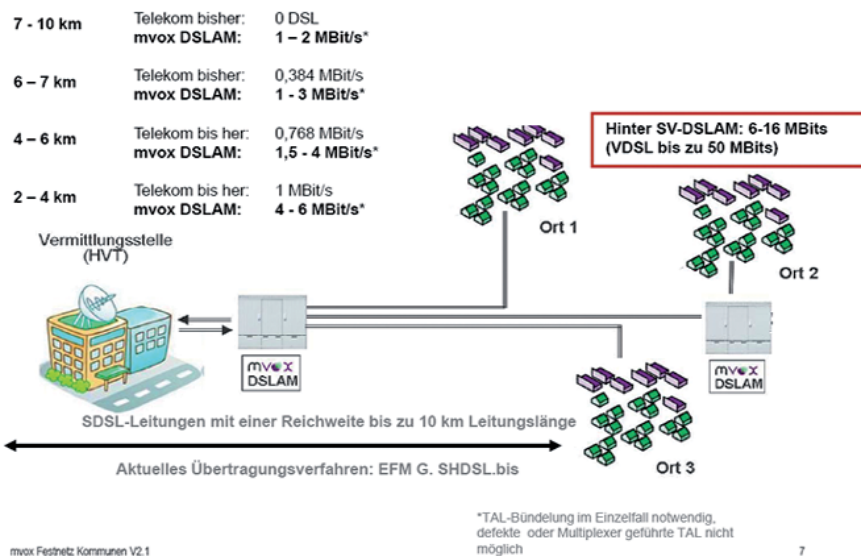 7 - 10 km Telekom bisher: 0 DSL
mvox DSLAM: 1 – 2 MBit/s*
6 – 7 km Telekom bisher: 0,384 MBit/s
mvox DSLAM: 1 - 3 MBit/s*
4 – 6 km Telekom bis her: 0,768 MBit/s
mvox DSLAM: 1,5 - 4 MBit/s*
2 – 4 km Telekom bis her: 1 MBit/s
mvox DSLAM: 4 - 6 MBit/s*
Hinter SV-DSLAM: 6-16 MBits
(VDSL bis zu 50 MBits)
Ort 1
Ort 2
Vermittlungsstelle
(HVT)
mvox
DSLAM
mvox
DSLAM
SDSL-Leitungen mit einer Reichweite bis zu 10 km Leitungslänge
Aktuelles Übertragungsverfahren: EFM G. SHDSL.bis
Ort 3
*TAL-Bündelung im Einzelfall notwendig,
defekte oder Multiplexer geführte TAL nicht
möglich
mvox Festnetz Kommunen V2.1
7